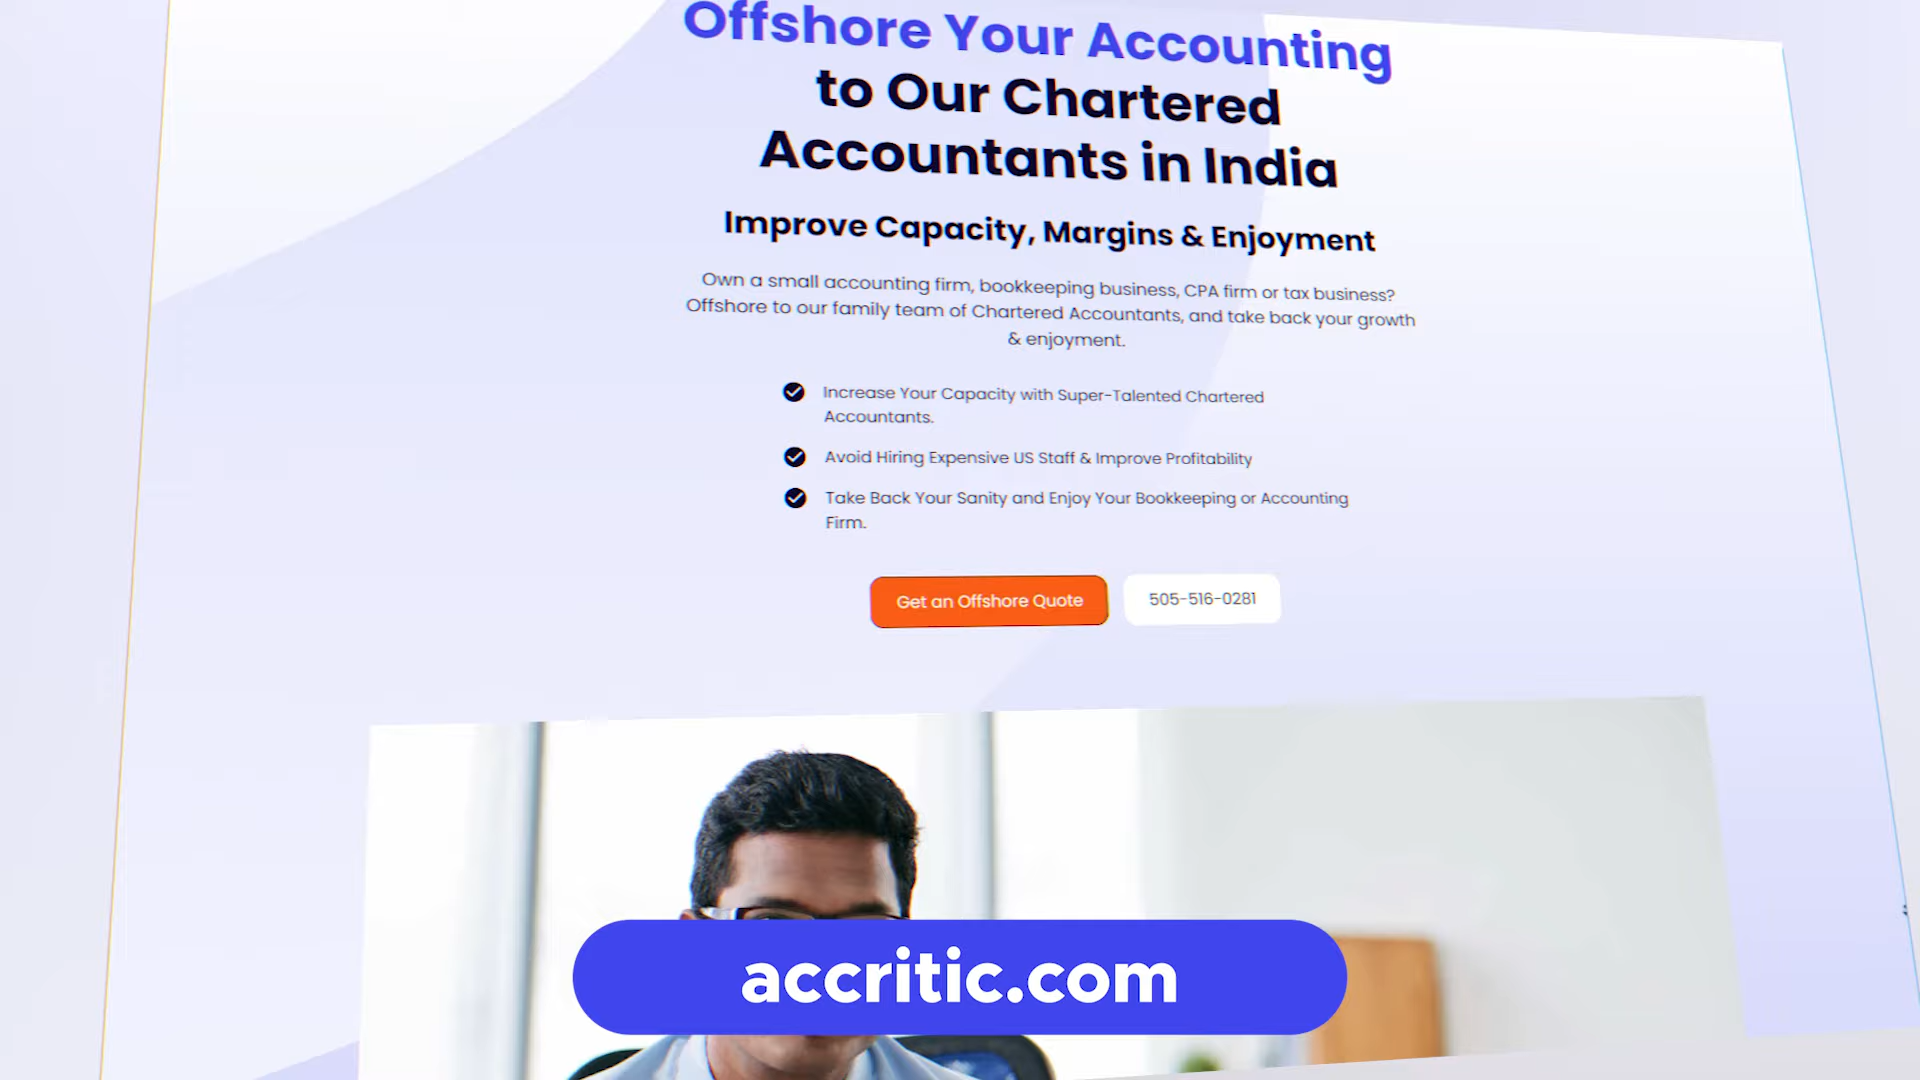 Offshore Your Accounting
to Our Chartered
Accountants in India
Improve Capacity, Margins & Enjoyment
Own a small accounting firm, bookkeeping business, CPA firm or tax business?
Offshore to our family team of Chartered Accountants, and take back your growth
& enjoyment.
Increase Your Capacity with Super-Talented Chartered
Accountants.
Avoid Hiring Expensive US Staff & Improve Profitability
Take Back Your Sanity and Enjoy Your Bookkeeping or Accounting
Firm.
Get an Offshore Quote
505-516-0281
accritic.com